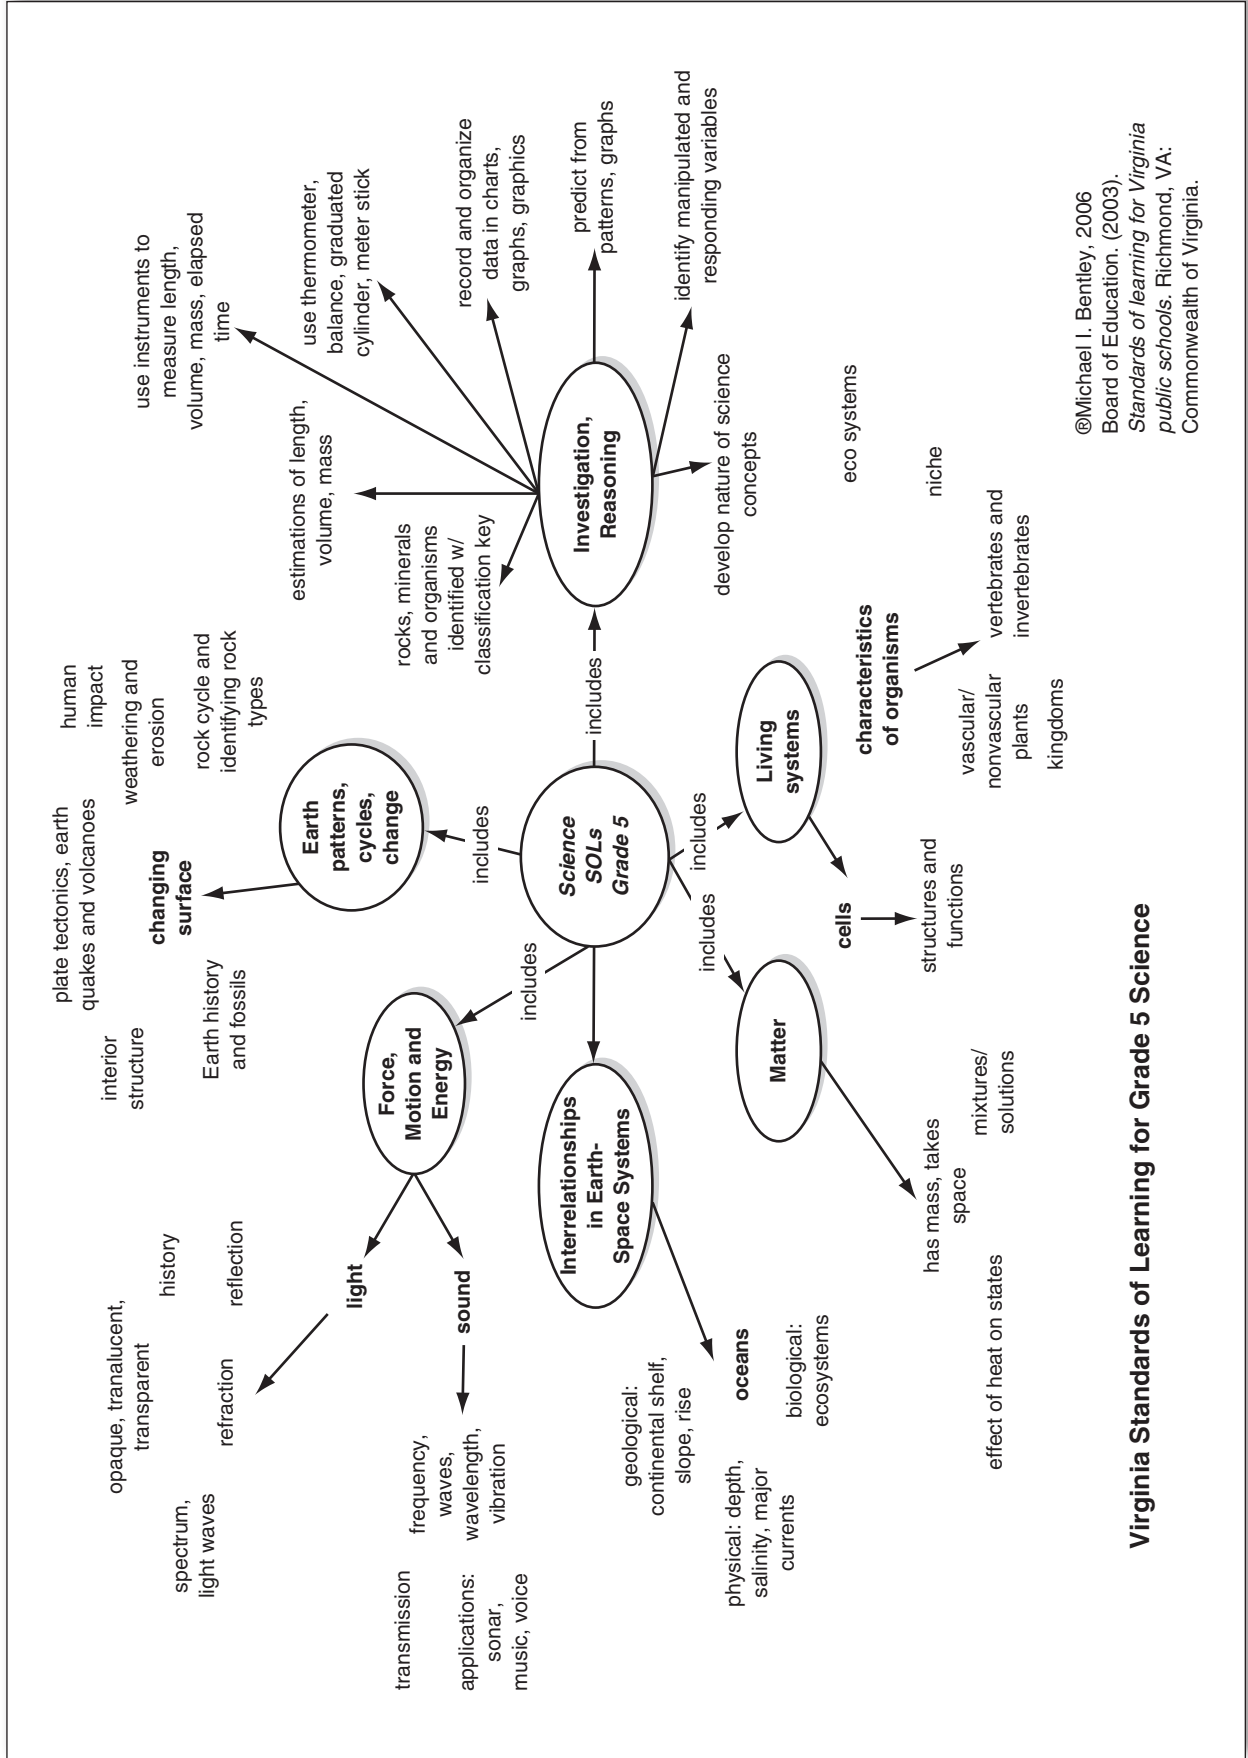 opaque, tranalucent,
transparent
history
spectrum,
light waves
refraction
reflection
light
sound
transmission
frequency,
waves,
wavelength,
vibration
applications:
sonar,
music, voice
interior
structure
plate tectonics, earth
quakes and volcanoes
human
impact
weathering and
erosion
changing
surface
Earth history
and fossils
rock cycle and
identifying rock
types
Earth
patterns,
cycles,
change
Force,
Motion and
Energy
includes
includes
use instruments to
measure length,
volume, mass, elapsed
time
estimations of length,
volume, mass
use thermometer,
balance, graduated
cylinder, meter stick
rocks, minerals
and organisms
identified w/
classification key
record and organize
data in charts,
graphs, graphics
Interrelationships
in Earth-
Space Systems
Science
SOLs
Grade 5
includes
Investigation,
Reasoning
predict from
patterns, graphs
identify manipulated and
responding variables
develop nature of science
concepts
geological:
continental shelf,
slope, rise
oceans
physical: depth,
salinity, major
currents
biological:
ecosystems
includes
includes
Matter
Living
systems
cells
structures and
functions
characteristics
of organisms
eco systems
niche
vascular/
nonvascular
plants
vertebrates and
invertebrates
kingdoms
has mass, takes
space
mixtures/
solutions
effect of heat on states
®Michael I. Bentley, 2006
Board of Education. (2003).
Standards of learning for Virginia
public schools. Richmond, VA:
Commonwealth of Virginia.
Virginia Standards of Learning for Grade 5 Science